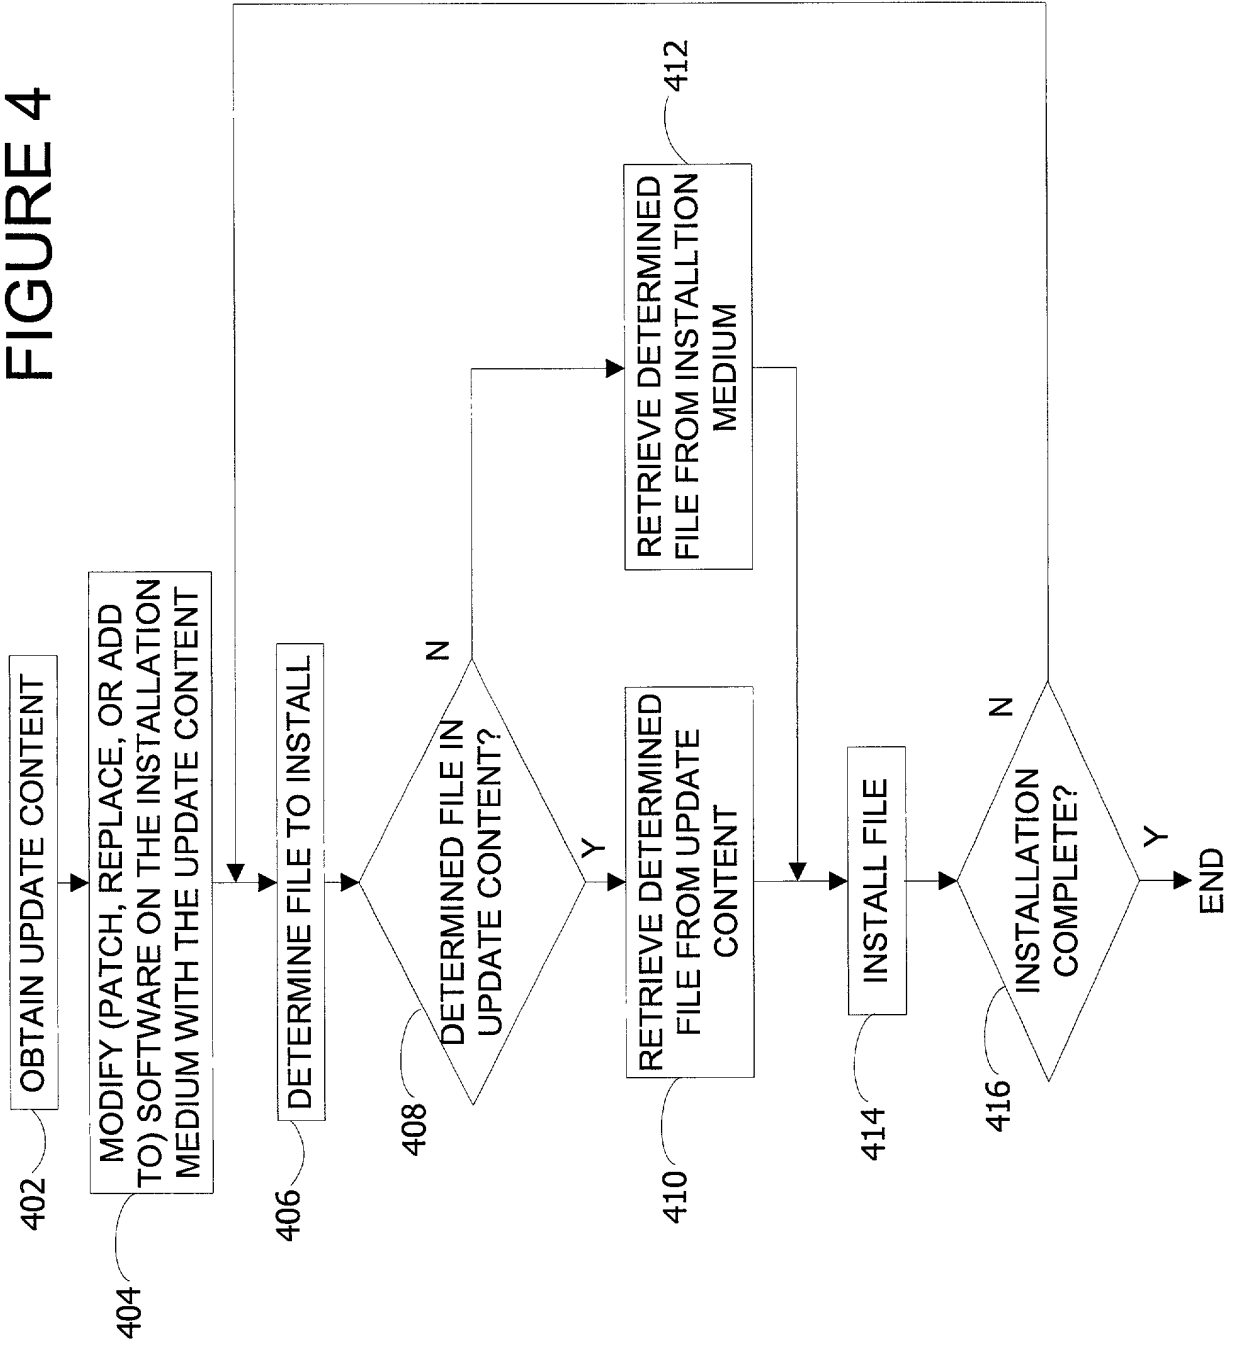 FIGURE 4
402
OBTAIN UPDATE CONTENT
404
MODIFY (PATCH, REPLACE, OR ADD
TO) SOFTWARE ON THE INSTALLATION
MEDIUM WITH THE UPDATE CONTENT
406
DETERMINE FILE TO INSTALL
408
DETERMINED FILE IN
UPDATE CONTENT?
N
Y
410
RETRIEVE DETERMINED
FILE FROM UPDATE
CONTENT
412
RETRIEVE DETERMINED
FILE FROM INSTALLTION
MEDIUM
414
INSTALL FILE
416
INSTALLATION
COMPLETE?
N
Y
END